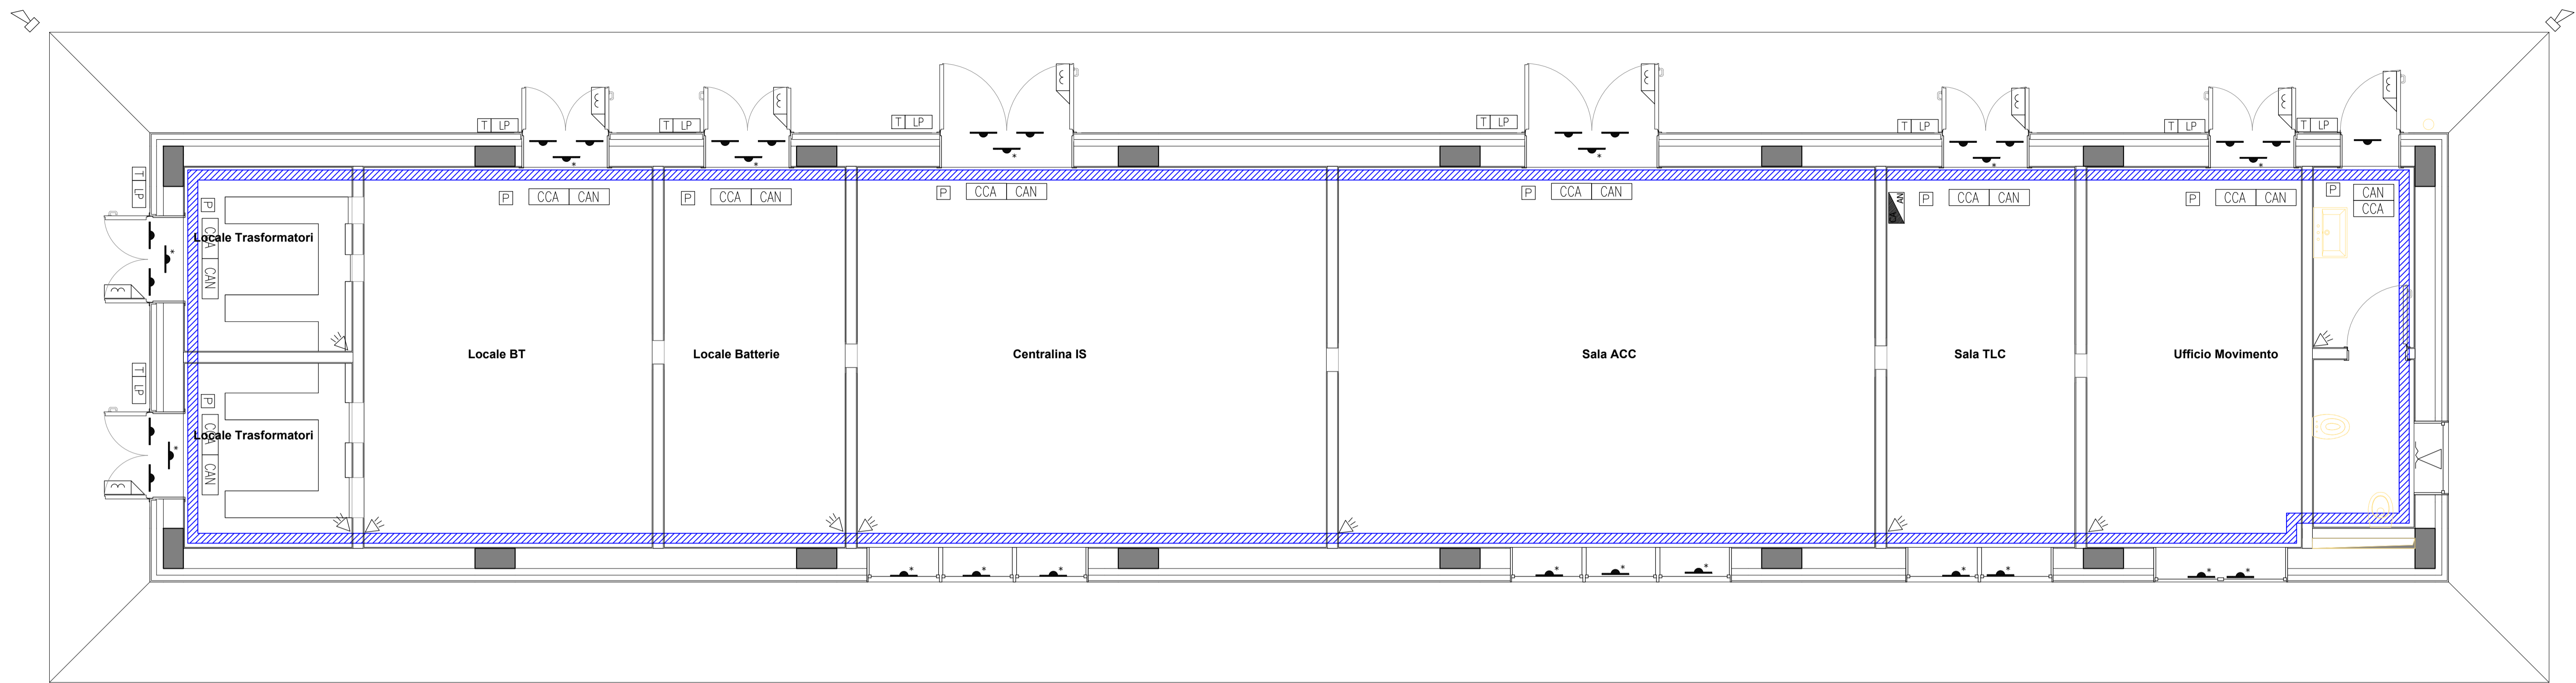 T LP
T LP
T LP
T LP
T LP
T LP
T LP
* * * * * *
T LP
P CCA CAN
P CCA CAN
P CCA CAN
P CCA CAN
CA AN
P CCA CAN
P CCA CAN
P CAN
CCA
P CCA CAN
*
Locale Trasformatori
Locale BT
Locale Batterie
Centralina IS
Sala ACC
Sala TLC
Ufficio Movimento
T LP
P CCA CAN
*
Locale Trasformatori
* * * * * * * * * *